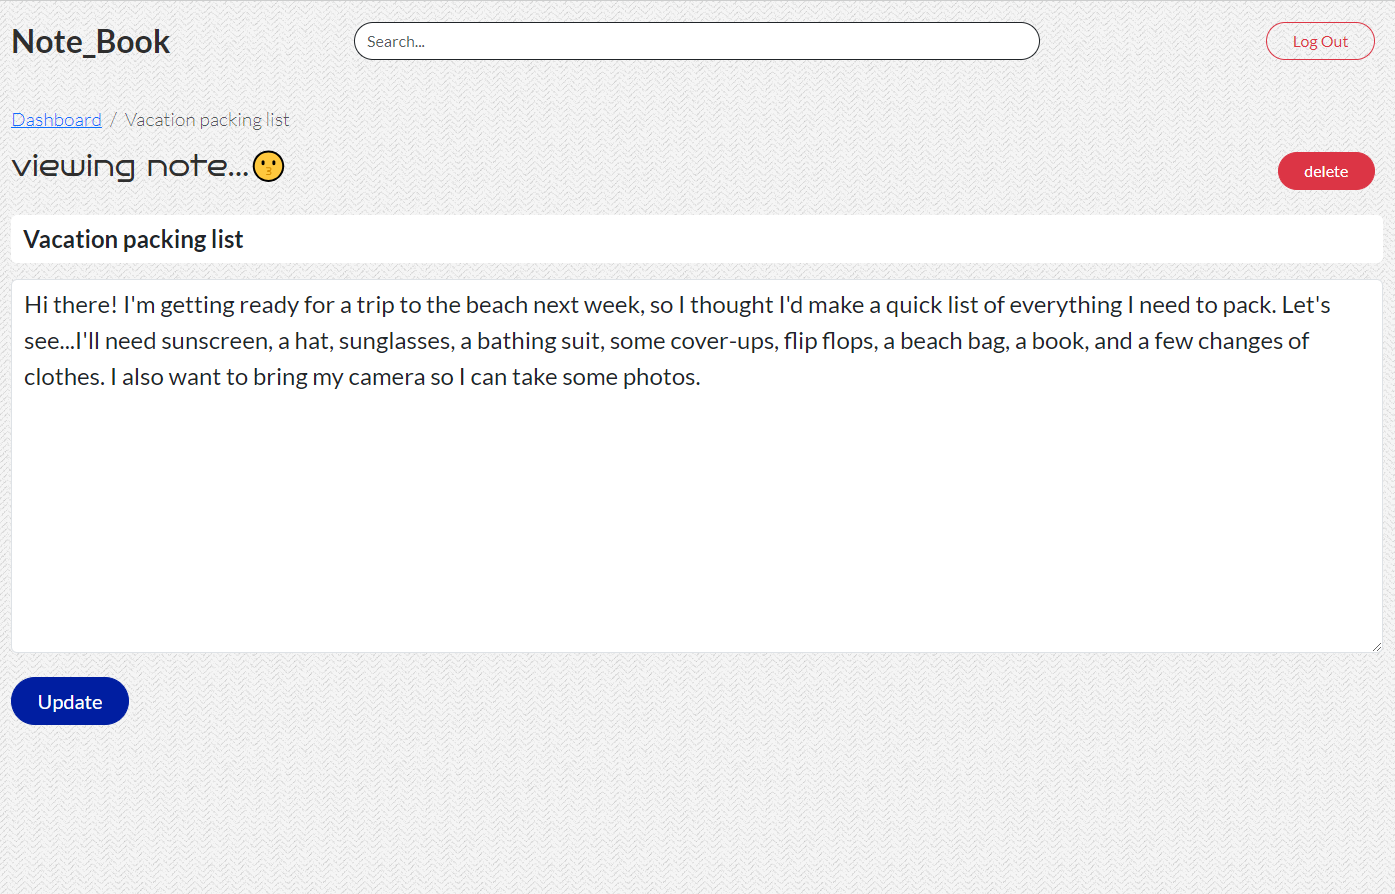 Note_Book
Search...
Log Out
Dashboard / Vacation packing list
viewing note...😗
delete
Vacation packing list
Hi there! I'm getting ready for a trip to the beach next week, so I thought I'd make a quick list of everything I need to pack. Let's
see...I'll need sunscreen, a hat, sunglasses, a bathing suit, some cover-ups, flip flops, a beach bag, a book, and a few changes of
clothes. I also want to bring my camera so I can take some photos.
Update